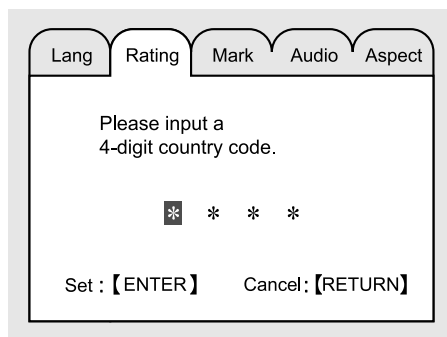 Lang Rating Mark Audio Aspect
Please input a
4-digit country code.
* * * *
Set :【ENTER】 Cancel:【RETURN】